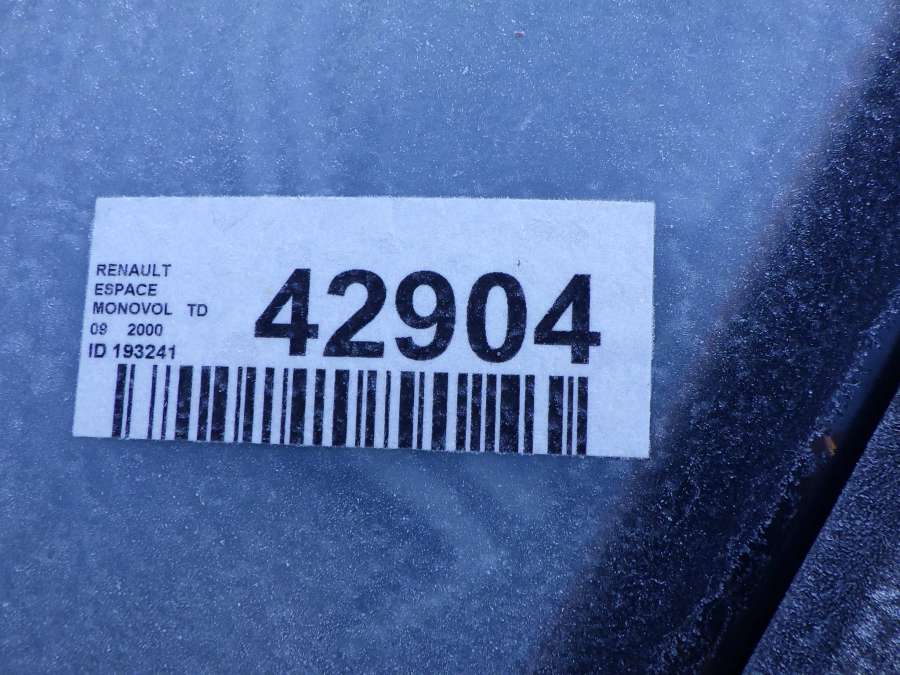 RENAULT
ESPACE
MONOVOL TD
09 2000
ID 193241
42904